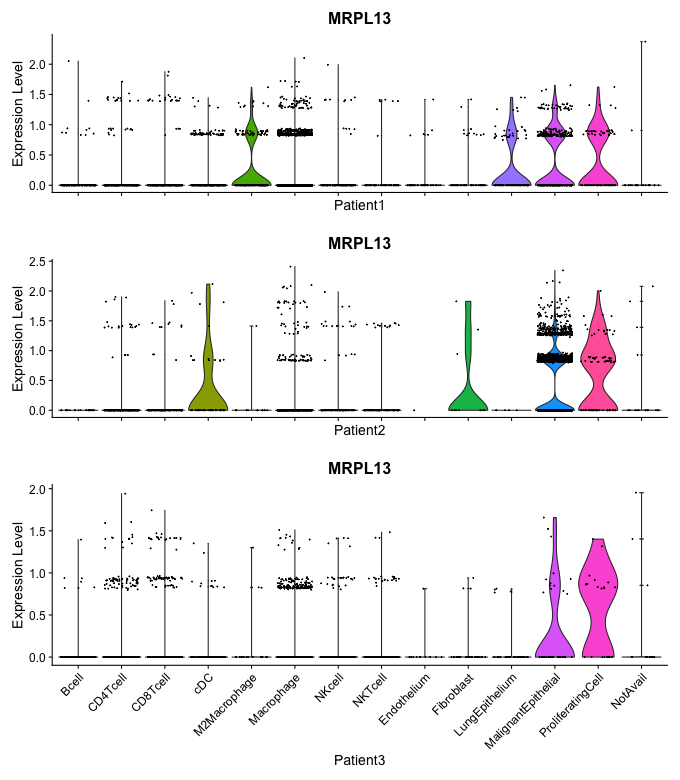 MRPL13
Expression Level
2.0
1.5
1.0
0.5
0.0
Patient1
MRPL13
Expression Level
2.5
2.0
1.5
1.0
0.5
0.0
Patient2
MRPL13
Expression Level
2.0
1.5
1.0
0.5
0.0
Bcell
CD4Tcell
CD8Tcell
cDC
M2Macrophage
Macrophage
NKcell
NKTcell
Endothelium
Fibroblast
LungEpithelium
MalignantEpithelial
ProliferatingCell
NotAvail
Patient3